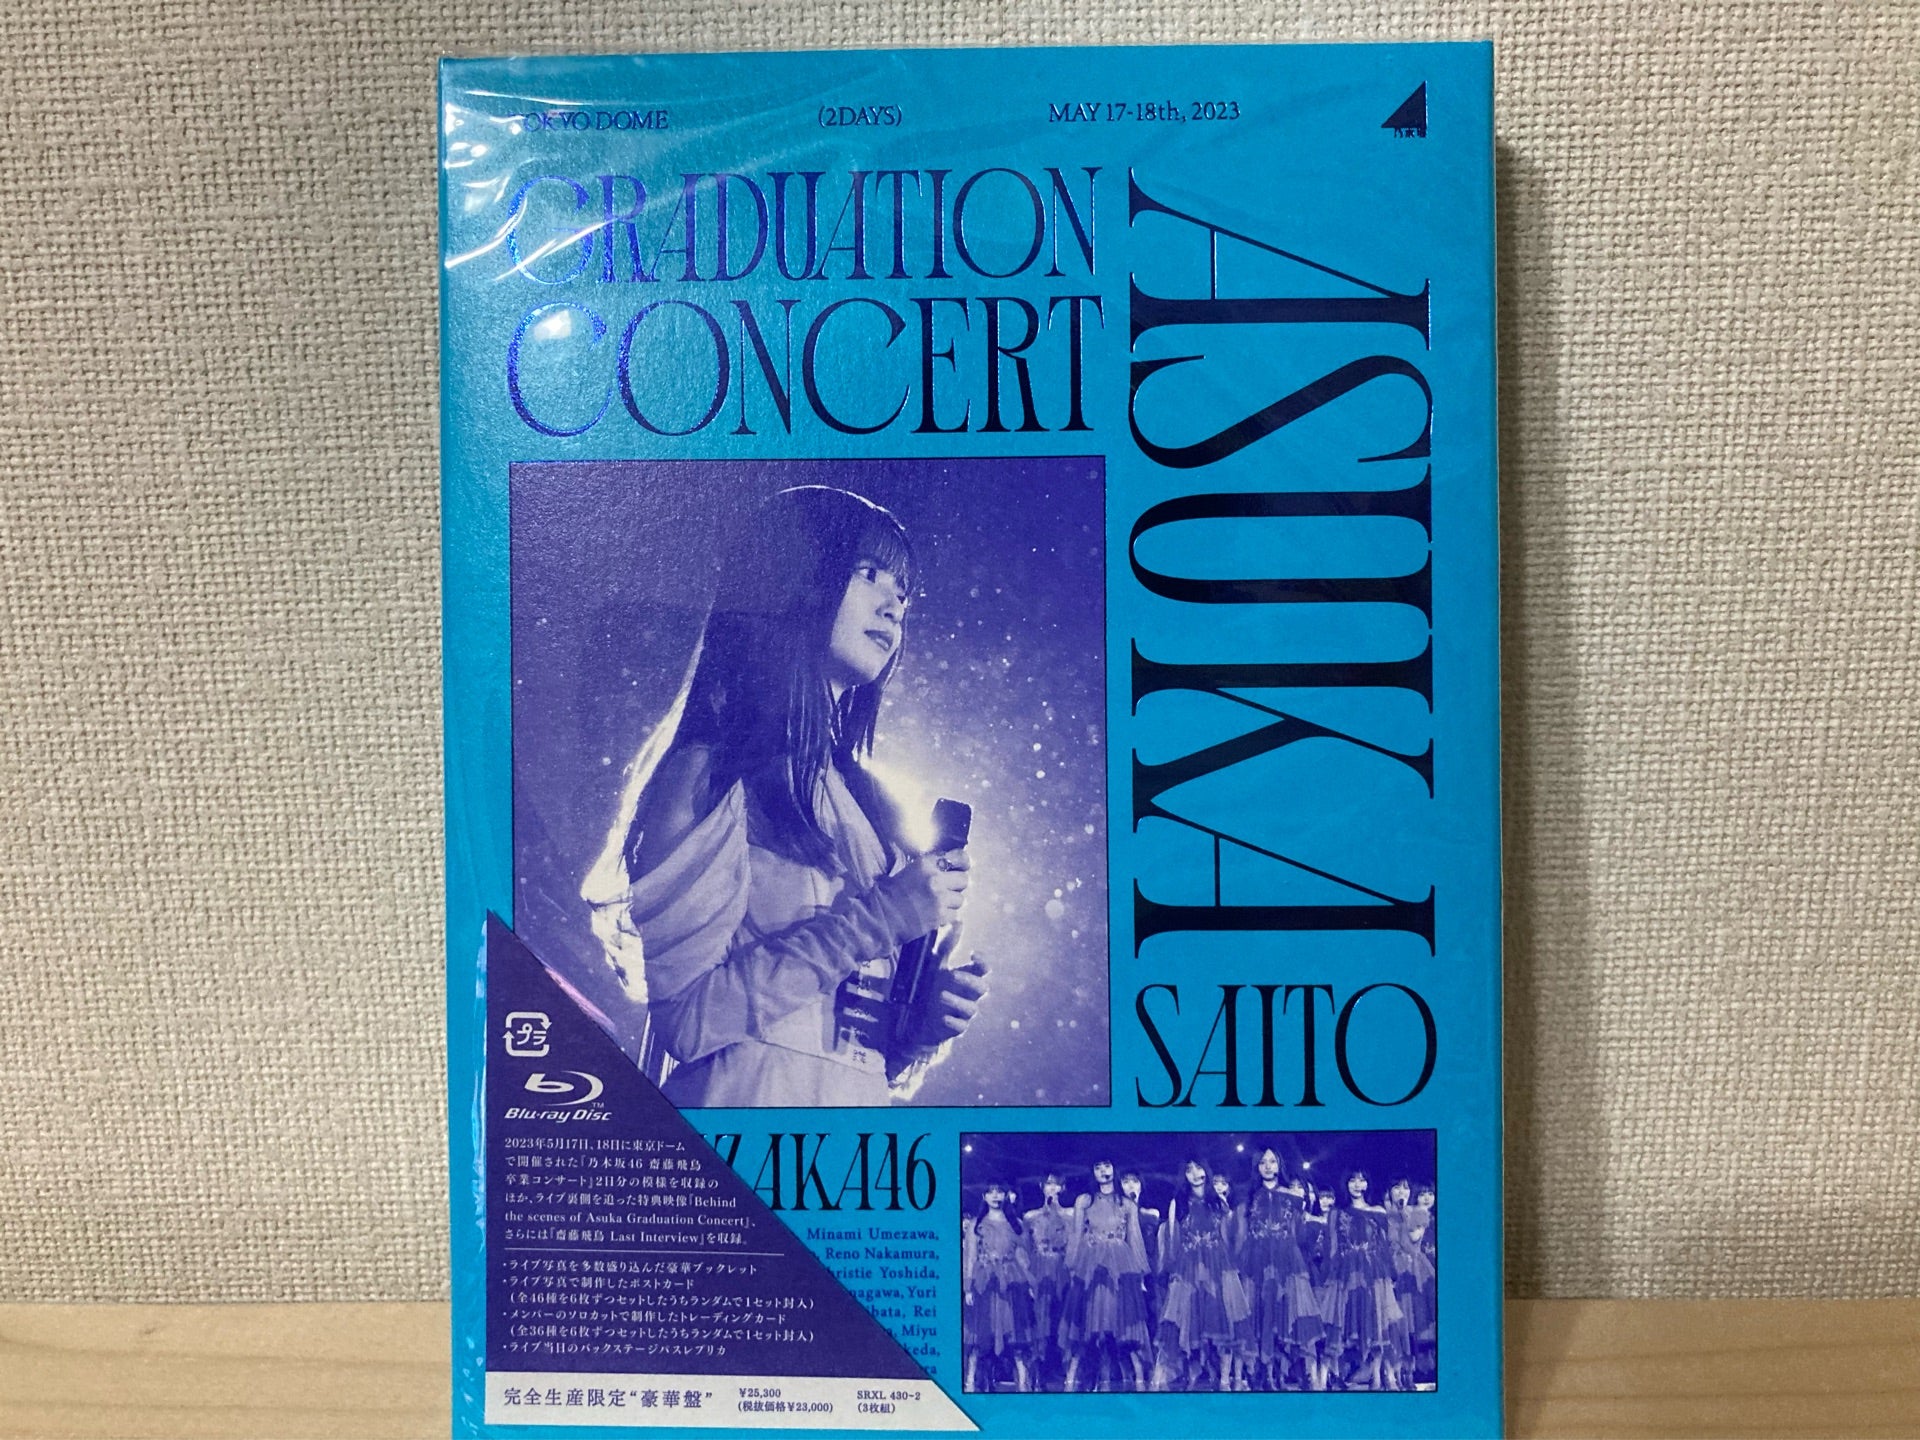 TOKYO DOME (2DAYS) MAY 17-18th, 2023
乃木坂
GRADUATION
CONCERT
ASUKA
SAITO
プラ
Blu-ray Disc™
2023年5月17日、18日に東京ドーム
で開催された『乃木坂46 齋藤飛鳥
卒業コンサート』2日分の模様を収録の
ほか、ライブ裏側を追った特典映像『Behind
the scenes of Asuka Graduation Concert』、
さらには『齋藤飛鳥 Last Interview』を収録。
・ライブ写真を多数盛り込んだ豪華ブックレット
・ライブ写真で制作したポストカード
(全46種を6枚ずつセットしたうちランダムで1セット封入)
・メンバーのソロカットで制作したトレーディングカード
(全36種を6枚ずつセットしたうちランダムで1セット封入)
・ライブ当日のバックステージパスレプリカ
完全生産限定“豪華盤”
¥25,300
(税抜価格¥23,000)
SRXL 430~2
(3枚組)
ZAKA46
Minami Umezawa,
Reno Nakamura,
Yoshida,
Yuri
Rei
Miyu